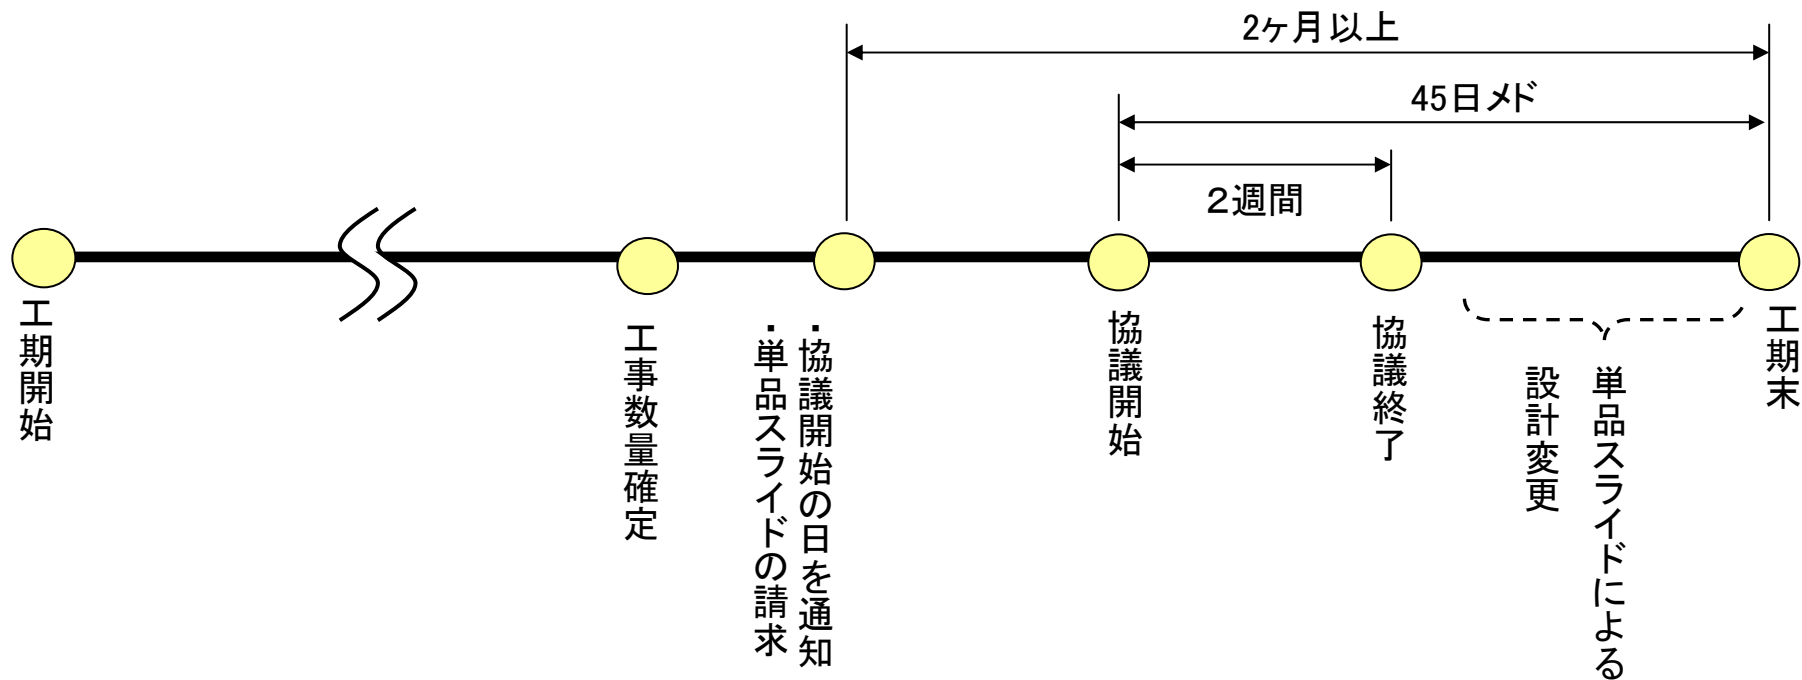 2ヶ月以上
45日メド
２週間
工期開始
工事数量確定
・協議開始の日を通知
・単品スライドの請求
協議開始
協議終了
単品スライドによる
設計変更
工期末